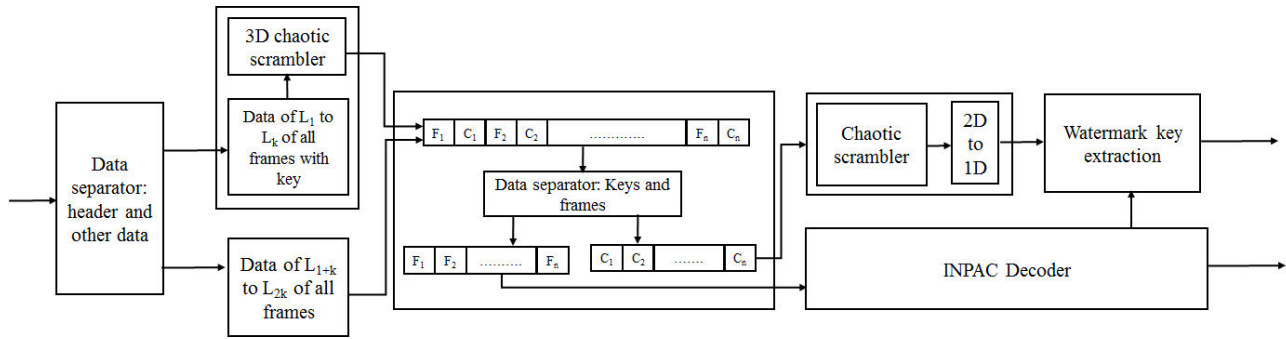 Data
separator:
header and
other data
3D chaotic
scrambler
Data of L₁ to
Lₖ of all
frames with
key
Data of L₁₊ₖ
to L₂ₖ of all
frames
F₁ C₁ F₂ C₂ ............. Fₙ Cₙ
Data separator: Keys and
frames
F₁ F₂ .......... Fₙ
C₁ C₂ ....... Cₙ
Chaotic
scrambler
2D
to
1D
Watermark key
extraction
INPAC Decoder